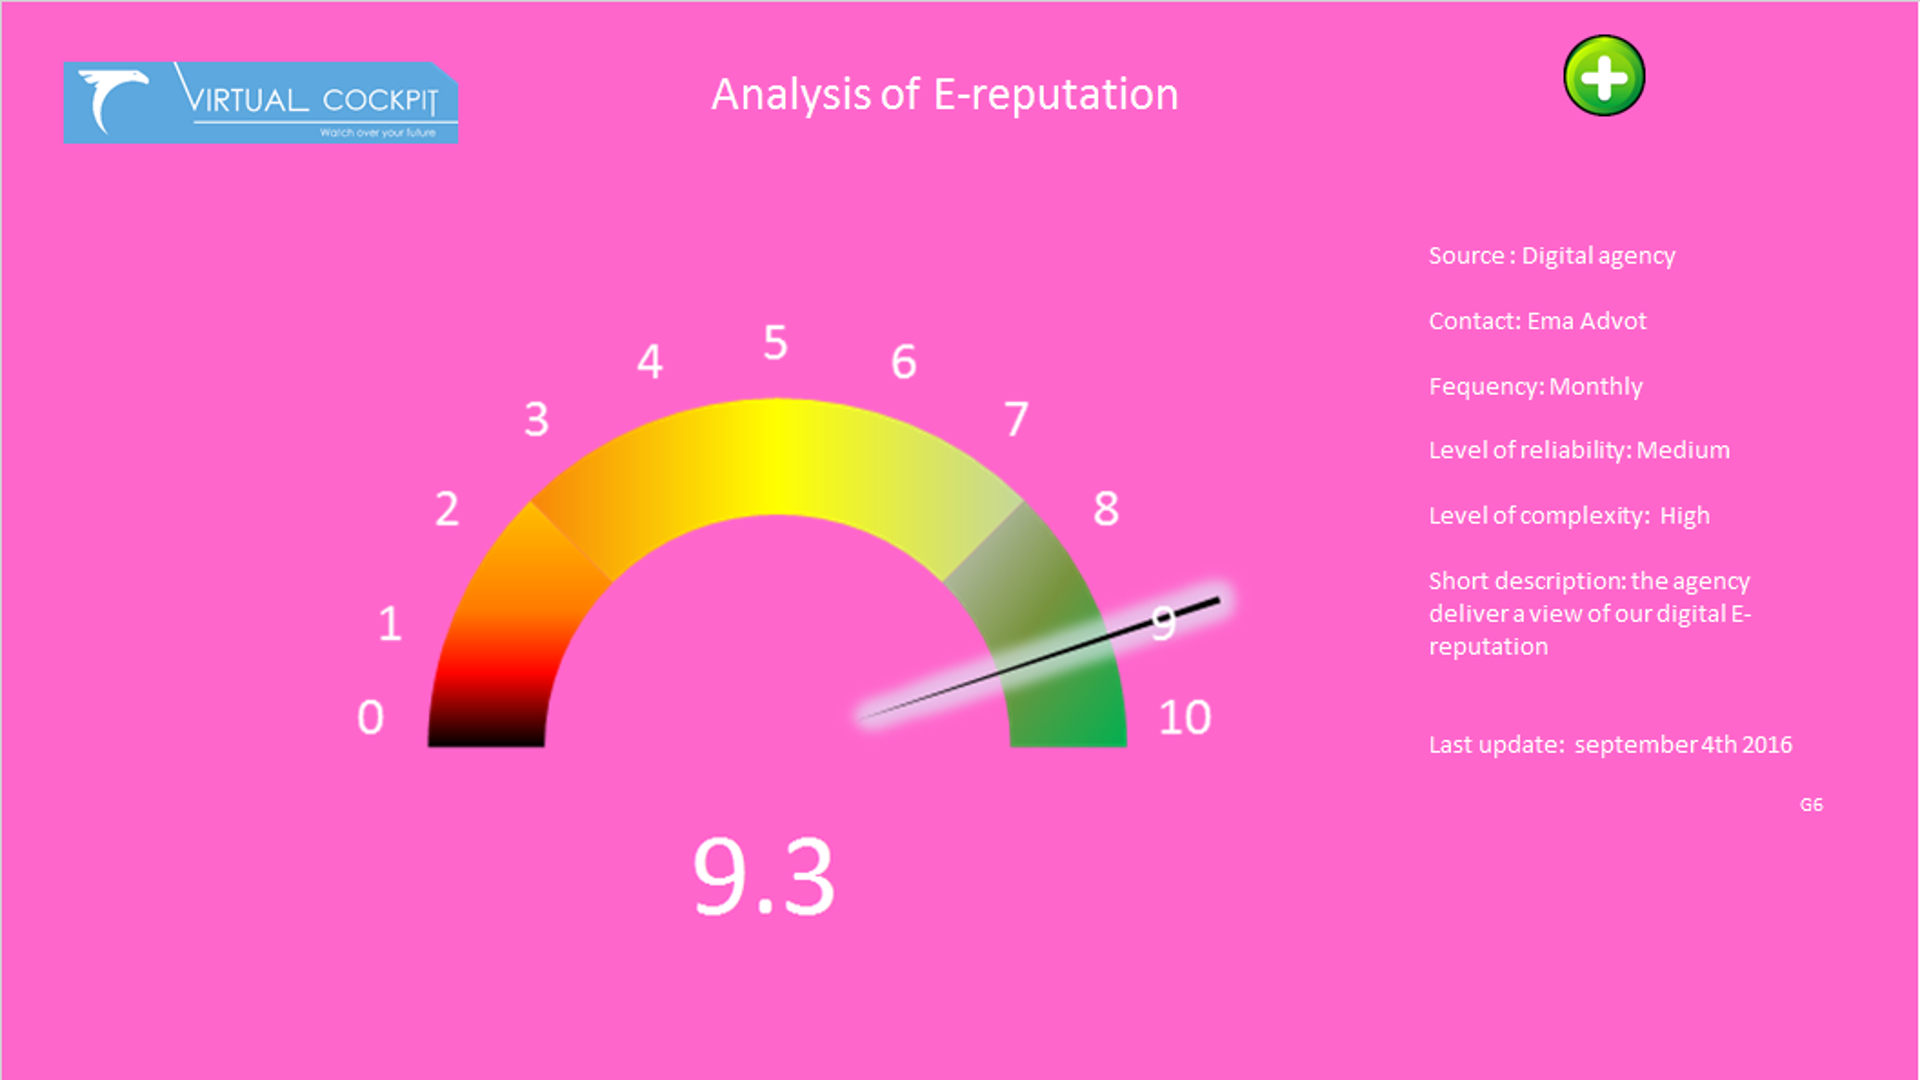 VIRTUAL COCKPIT
Watch over your future
Analysis of E-reputation
Source : Digital agency
Contact: Ema Advot
Fequency: Monthly
Level of reliability: Medium
Level of complexity: High
Short description: the agency
deliver a view of our digital E-
reputation
Last update: september 4th 2016
G6
0
1
2
3
4
5
6
7
8
9
10
9.3